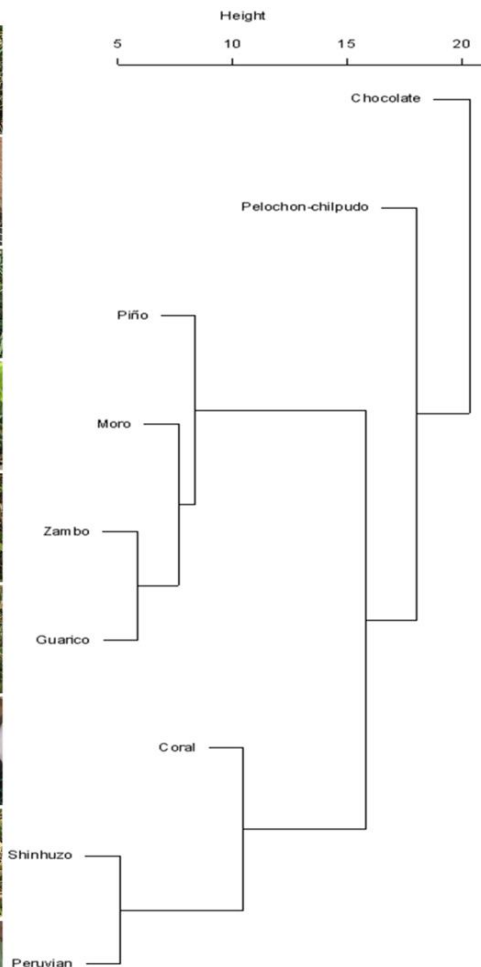 Height
5 10 15 20
Chocolate
Pelochon-chilpudo
Piño
Moro
Zambo
Guarico
Coral
Shinhuzo
Peruvian